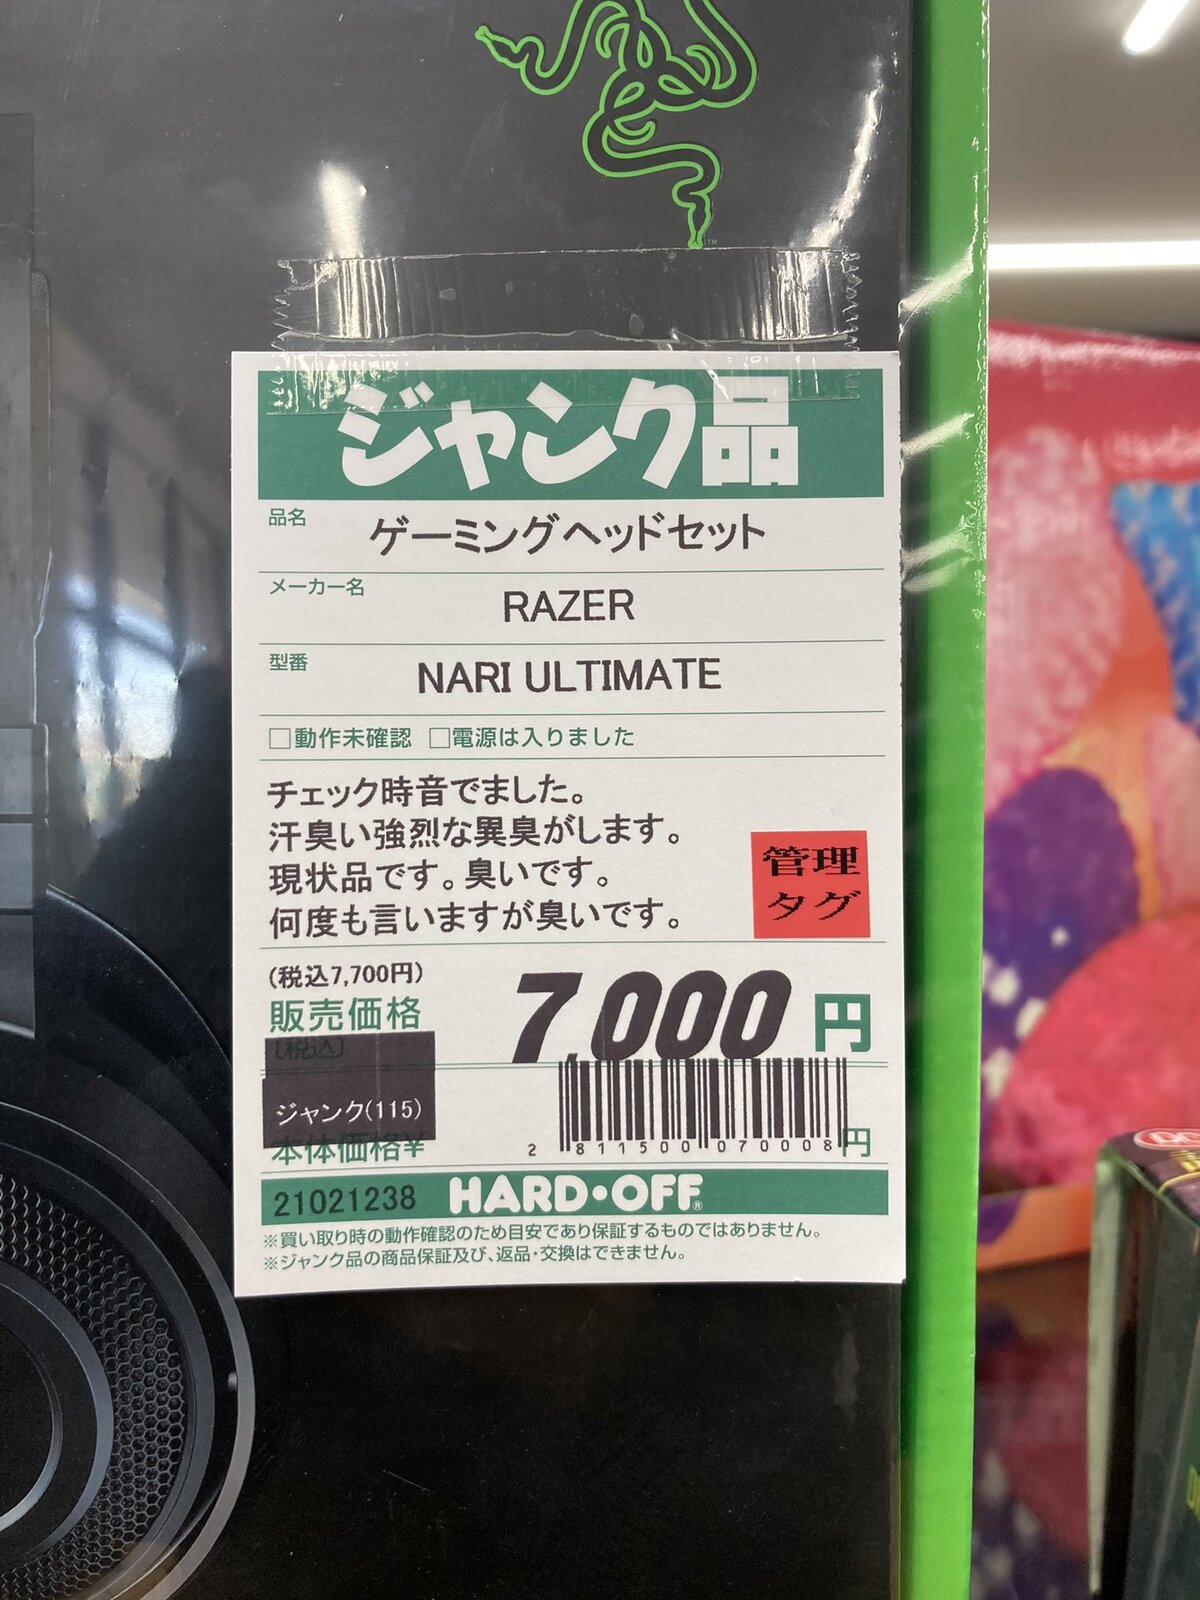 ジャンク品
品名 ゲーミングヘッドセット
メーカー名 RAZER
型番 NARI ULTIMATE
□動作未確認 □電源は入りました
チェック時音でました。
汗臭い強烈な異臭がします。
現状品です。臭いです。
何度も言いますが臭いです。
管理
タグ
(税込7,700円)
販売価格 7,000 円
(税込)
ジャンク(115)
本体価格¥ 円
2 811500 070008
21021238 HARD・OFF®
※買い取り時の動作確認のため目安であり保証するものではありません。
※ジャンク品の商品保証及び、返品・交換はできません。